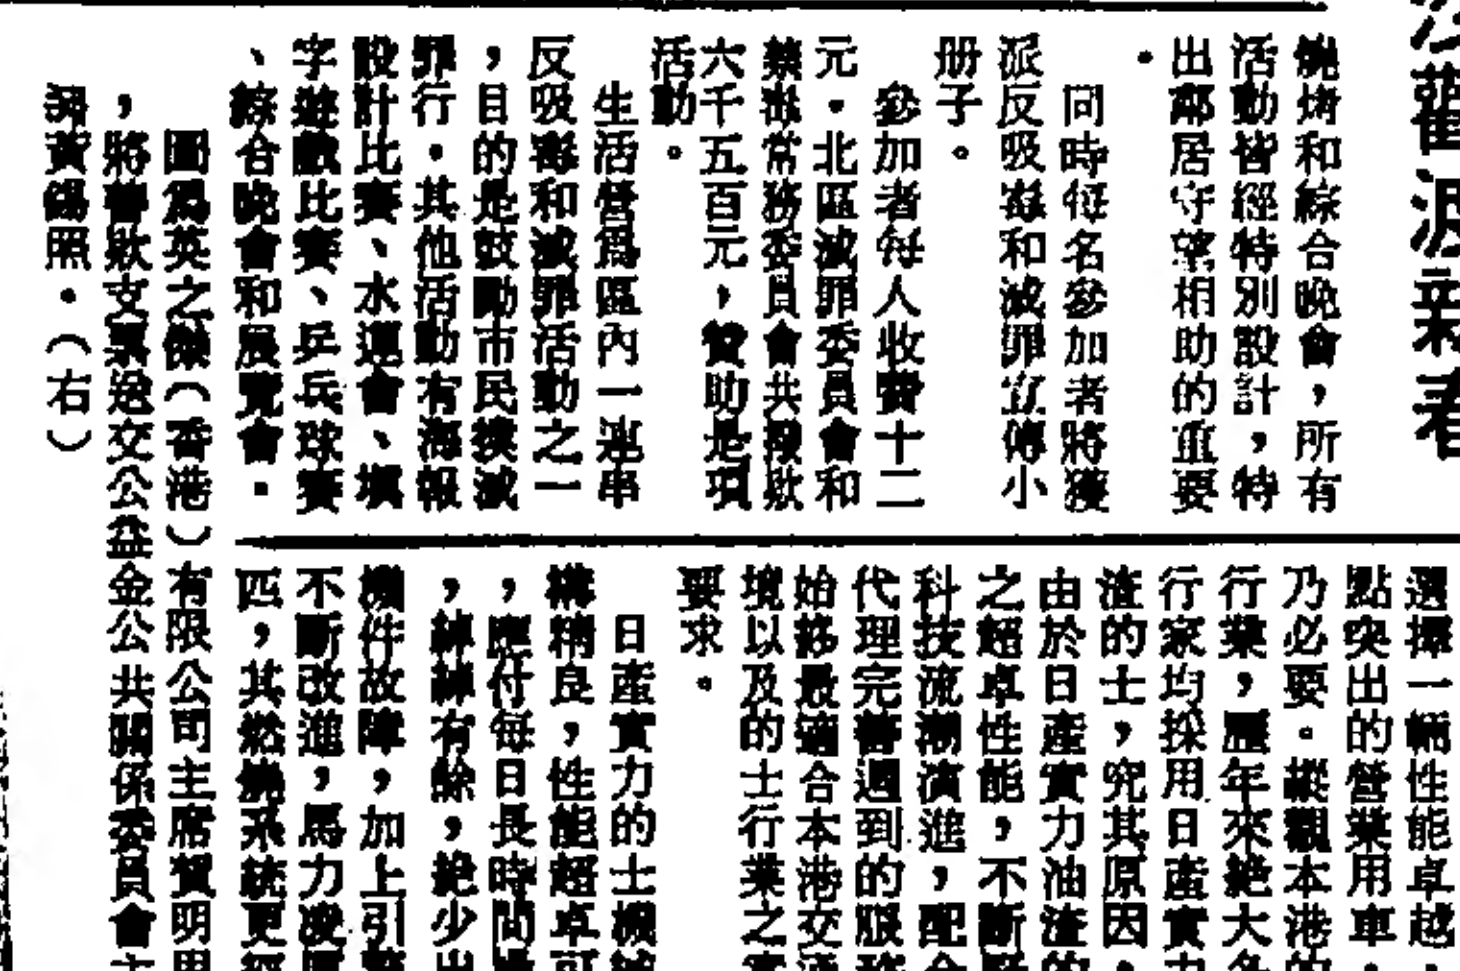 燒烤和綜合晚會，所有
活動皆經特別設計，特
出鄰居守望相助的重要
。
同時每名參加者將獲
派反吸毒和滅罪宣傳小
册子。
參加者每人收費十二
元。北區滅罪委員會和
禁毒常務委員會共撥款
六千五百元，贊助是項
活動。
生活營爲區內一連串
反吸毒和滅罪活動之一
，目的是鼓勵市民撲滅
罪行。其他活動有海報
設計比賽、水運會、填
字遊戲比賽、乒乓球賽
、綜合晚會和展覽會。
圖爲英之傑（香港）有限公司主席賀明思
，將善款支票送交公益金公共關係委員會主
黃錫照。（右）
選擇一輛性能卓越，
點突出的營業用車，
乃必要。縱觀本港的
行業，歷年來絕大多
行家均採用日產實力
渣的士，究其原因，
由於日產實力油渣的
之超卓性能，不斷
科技流潮演進，配合
代理完善週到的服務
始終最適合本港交通
境以及的士行業之實
要求。
日產實力的士機械
構精良，性能超卓可
，應付每日長時間
，綽綽有餘，絕少出
機件故障，加上引擎
不斷改進，馬力凌厲
匹，其燃燒系統更經